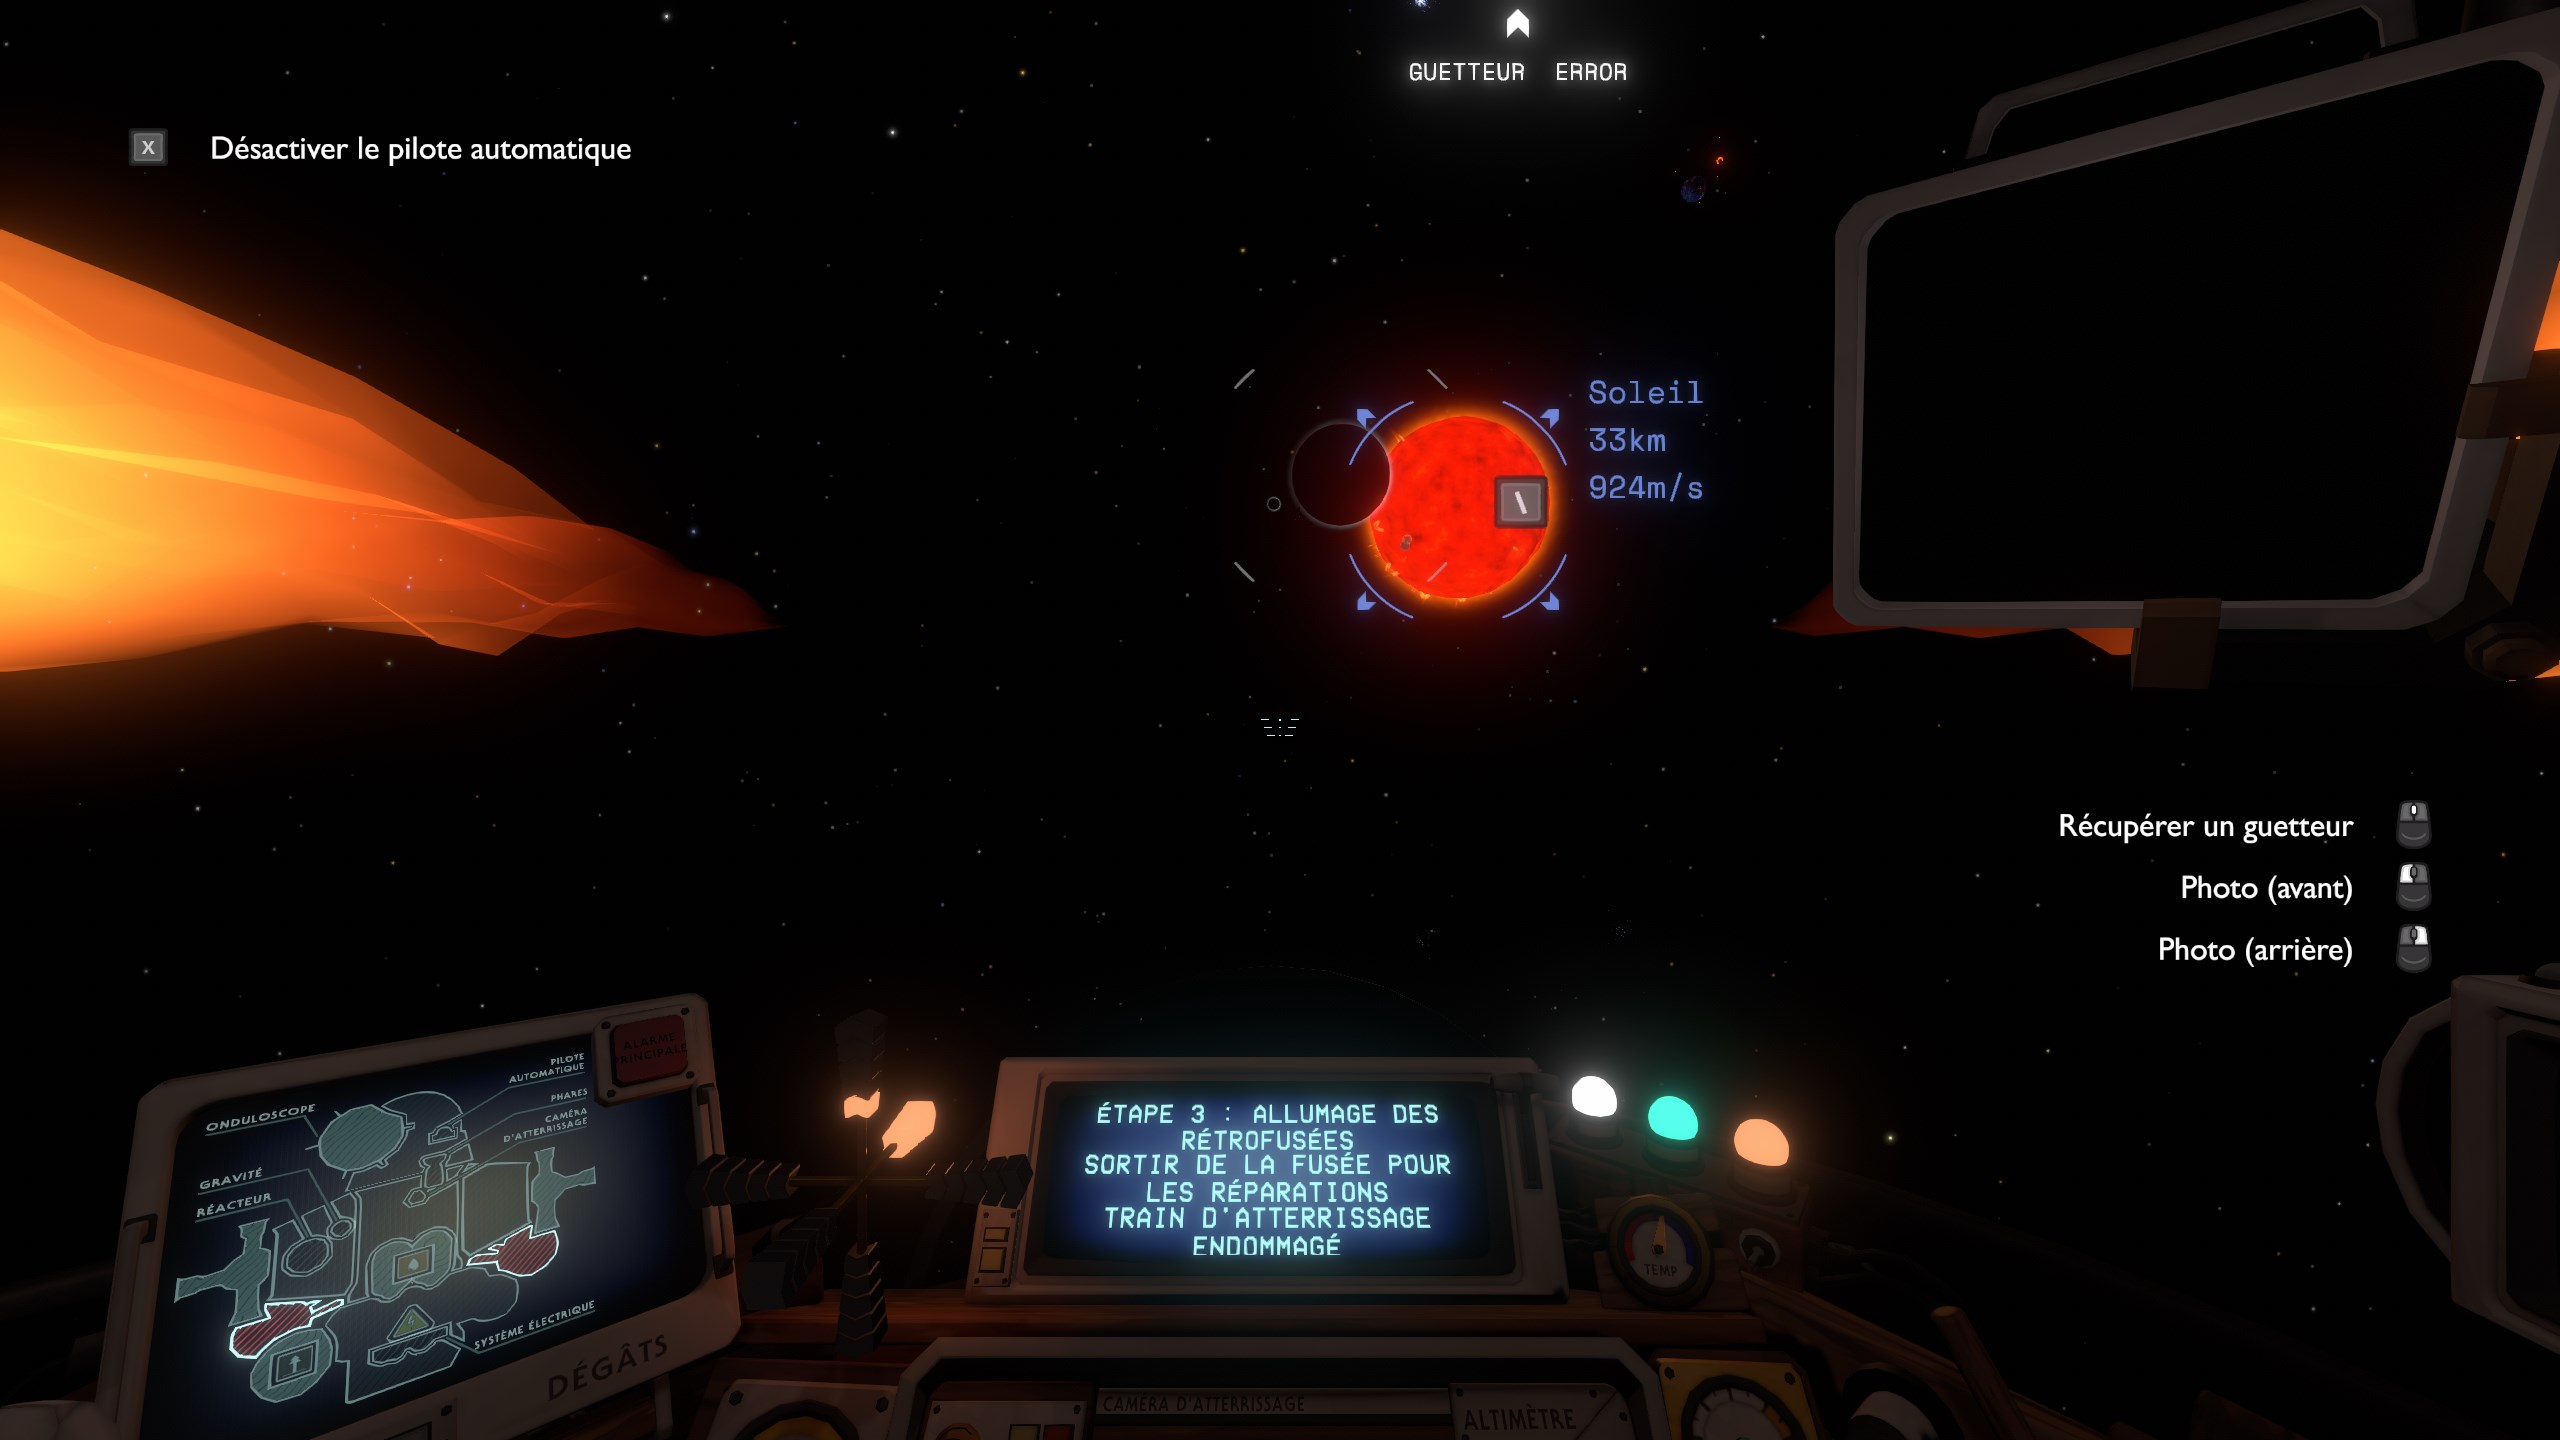 GUETTEUR ERROR
X Désactiver le pilote automatique
Soleil
33km
924m/s
\
Récupérer un guetteur
Photo (avant)
Photo (arrière)
ALARME
PRINCIPALE
PILOTE
AUTOMATIQUE
PHARES
CAMÉRA
D'ATTERRISSAGE
ONDULOSCOPE
GRAVITÉ
RÉACTEUR
SYSTÈME ÉLECTRIQUE
DÉGÂTS
ÉTAPE 3 : ALLUMAGE DES
RÉTROFUSÉES
SORTIR DE LA FUSÉE POUR
LES RÉPARATIONS
TRAIN D'ATTERRISSAGE
ENDOMMAGÉ
TEMP
CAMÉRA D'ATTERRISSAGE
ALTIMÈTRE